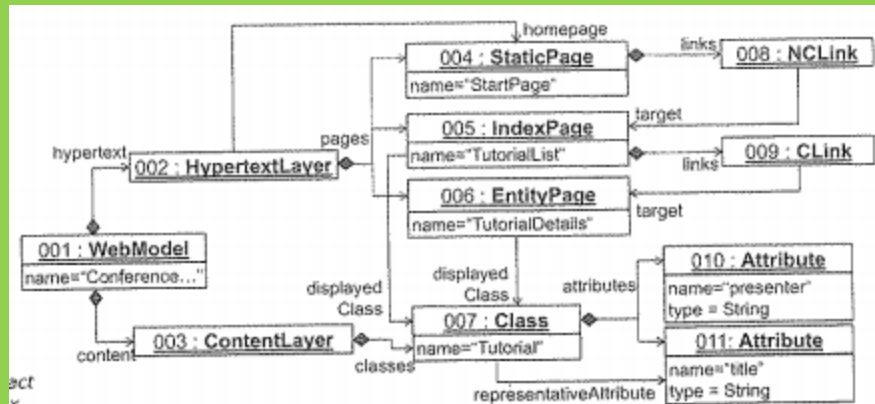 homepage
004 : StaticPage
name="StartPage"
links
008 : NCLink
pages
005 : IndexPage
name="TutorialList"
target
links
009 : CLink
hypertext
002 : HypertextLayer
006 : EntityPage
name="TutorialDetails"
target
001 : WebModel
name="Conference..."
displayed
Class
displayed
Class
attributes
010 : Attribute
name="presenter"
type = String
content
003 : ContentLayer
classes
007 : Class
name="Tutorial"
011: Attribute
name="title"
type = String
representativeAttribute
ect